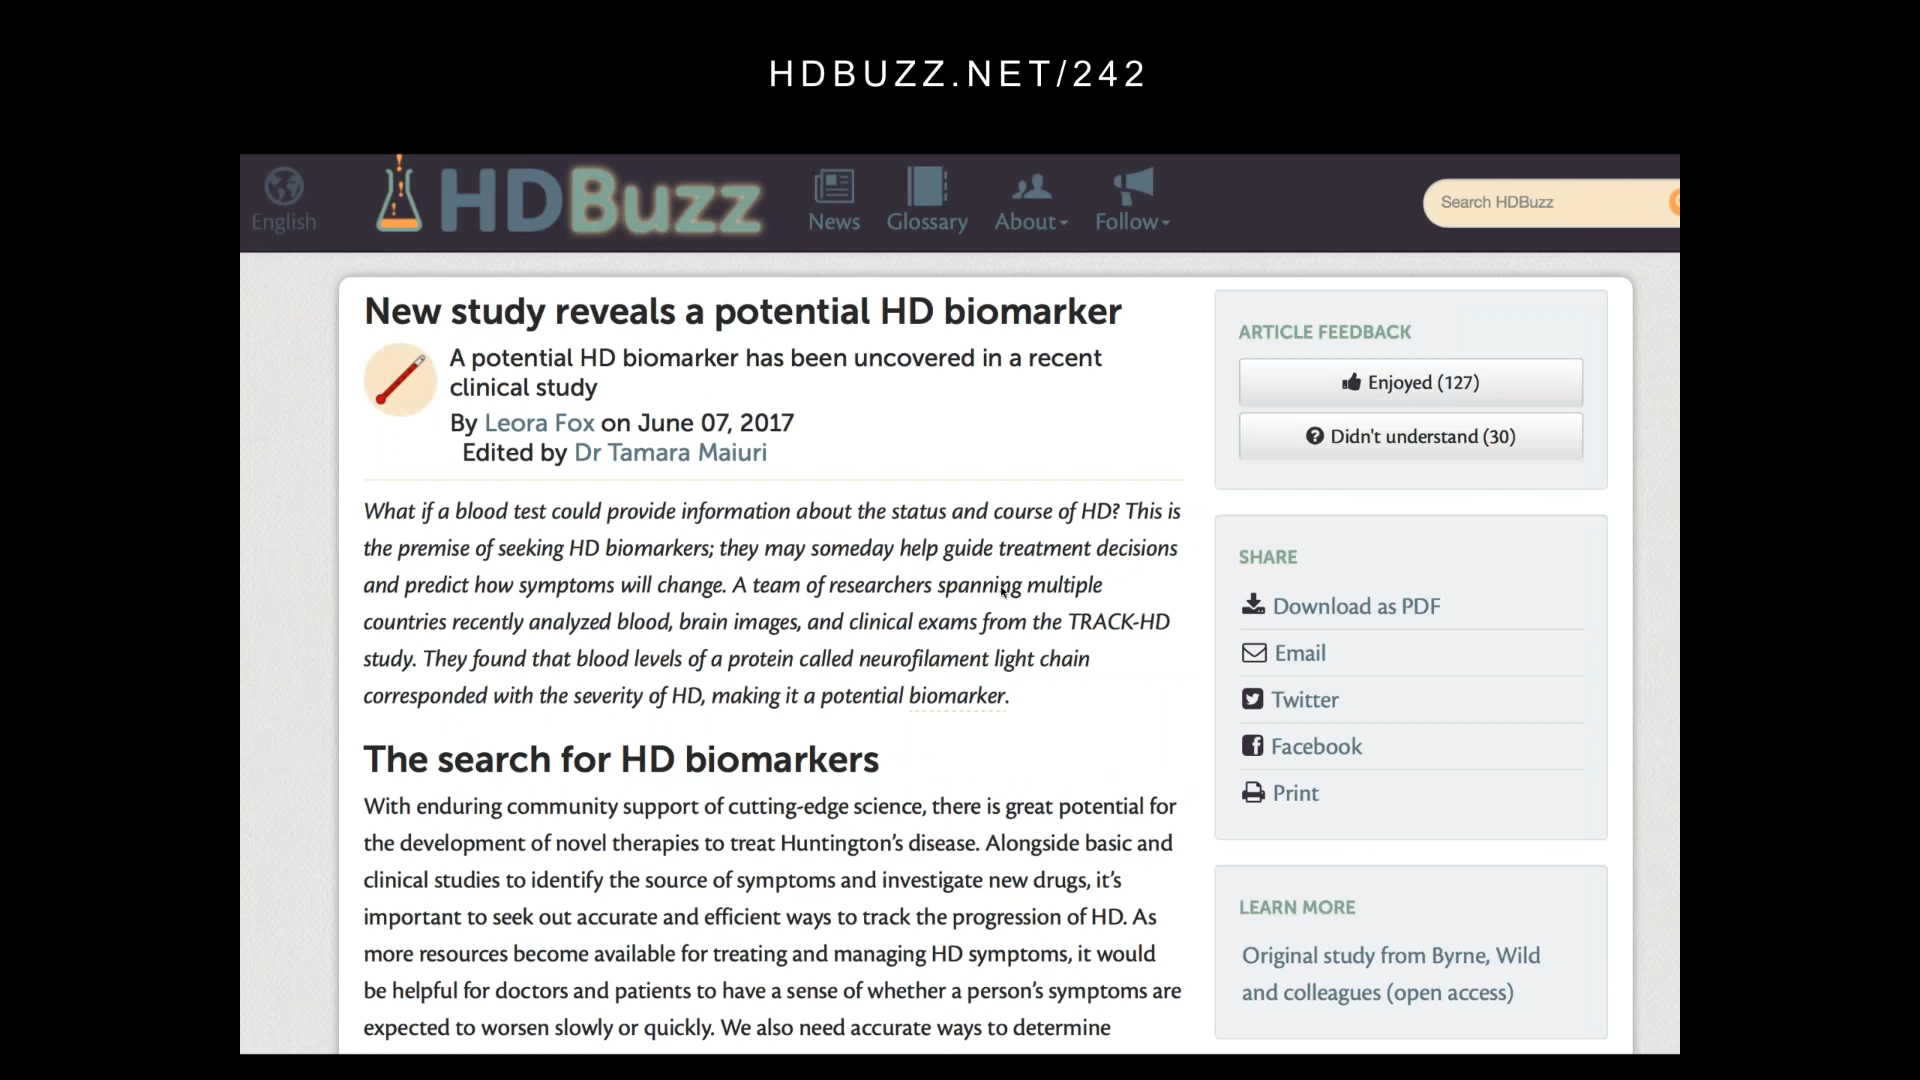 HDBUZZ.NET/242
English
HDBuzz
News
Glossary
About
Follow
Search HDBuzz
New study reveals a potential HD biomarker
A potential HD biomarker has been uncovered in a recent
clinical study
By Leora Fox on June 07, 2017
Edited by Dr Tamara Maiuri
What if a blood test could provide information about the status and course of HD? This is
the premise of seeking HD biomarkers; they may someday help guide treatment decisions
and predict how symptoms will change. A team of researchers spanning multiple
countries recently analyzed blood, brain images, and clinical exams from the TRACK-HD
study. They found that blood levels of a protein called neurofilament light chain
corresponded with the severity of HD, making it a potential biomarker.
The search for HD biomarkers
With enduring community support of cutting-edge science, there is great potential for
the development of novel therapies to treat Huntington's disease. Alongside basic and
clinical studies to identify the source of symptoms and investigate new drugs, it's
important to seek out accurate and efficient ways to track the progression of HD. As
more resources become available for treating and managing HD symptoms, it would
be helpful for doctors and patients to have a sense of whether a person's symptoms are
expected to worsen slowly or quickly. We also need accurate ways to determine
ARTICLE FEEDBACK
Enjoyed (127)
Didn't understand (30)
SHARE
Download as PDF
Email
Twitter
Facebook
Print
LEARN MORE
Original study from Byrne, Wild
and colleagues (open access)